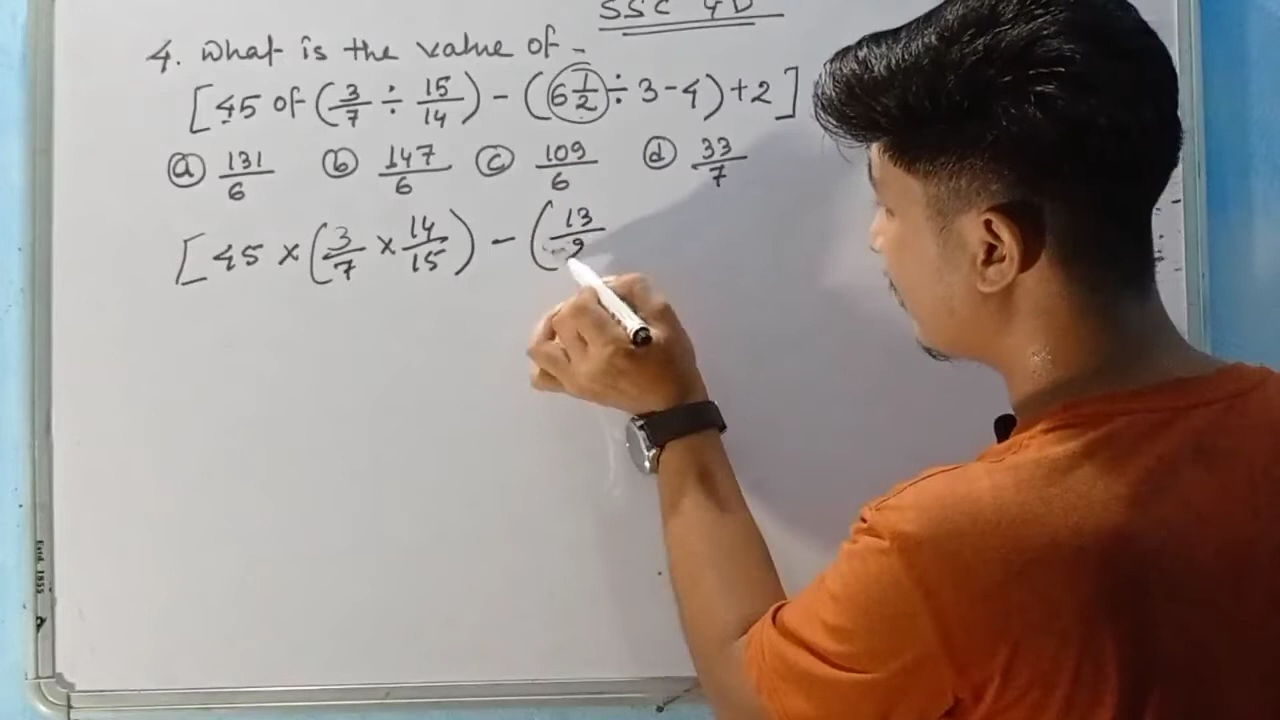 SSC GD
4. What is the value of -
[45 of (3/7 ÷ 15/14) - (6 1/2 ÷ 3 - 4) + 2]
ⓐ 131/6 ⓑ 147/6 ⓒ 109/6 ⓓ 33/7
[45 × (3/7 × 14/15) - (13/2